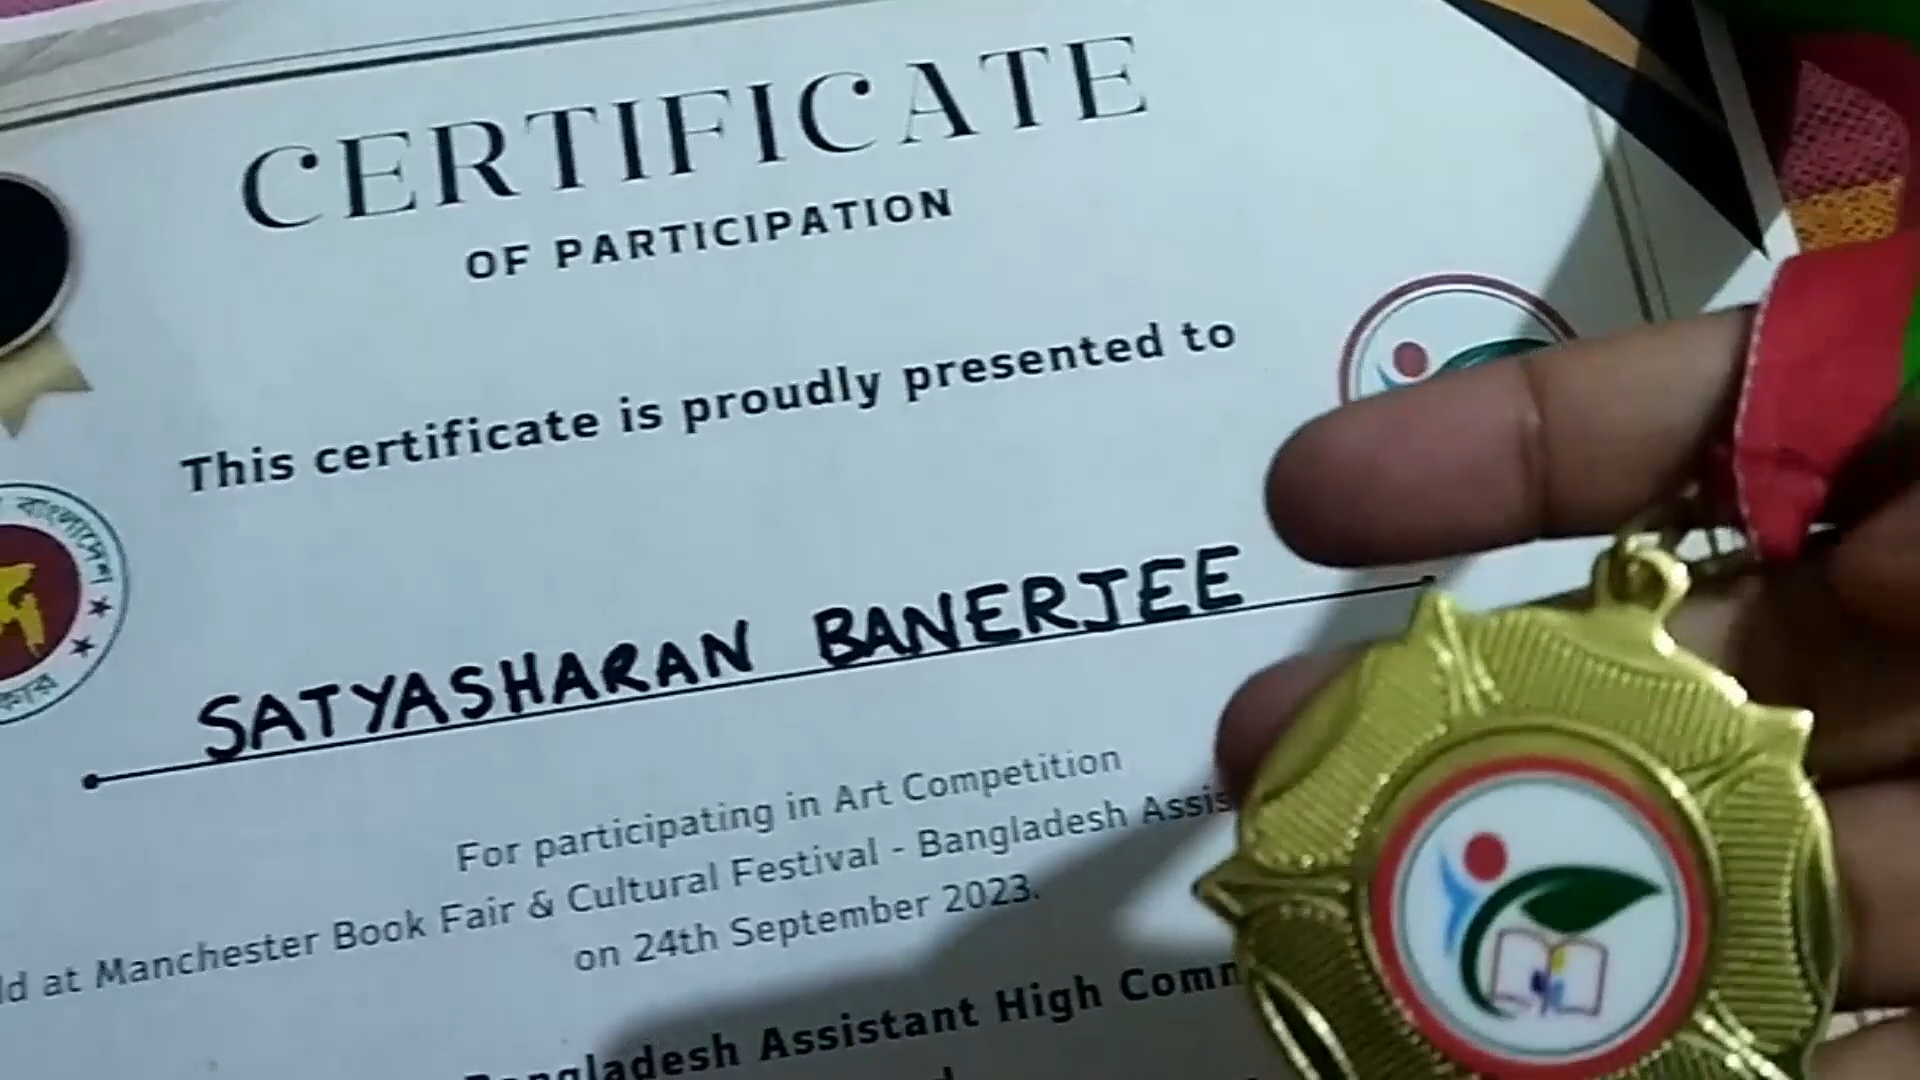 CERTIFICATE
OF PARTICIPATION
This certificate is proudly presented to
বাংলাদেশ
SATYASHARAN BANERJEE
For participating in Art Competition
at Manchester Book Fair & Cultural Festival - Bangladesh
on 24th September 2023.
Bangladesh Assistant High